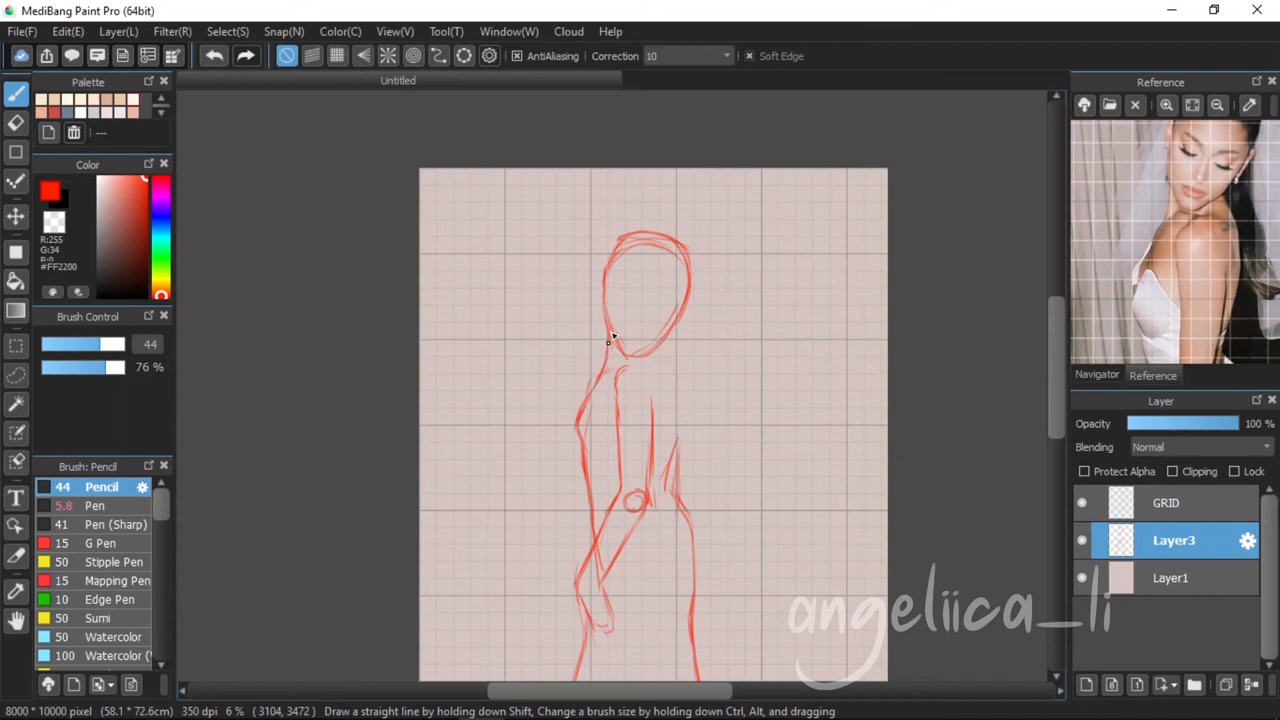 MediBang Paint Pro (64bit)
File(F) Edit(E) Layer(L) Filter(R) Select(S) Snap(N) Color(C) View(V) Tool(T) Window(W) Cloud Help
AntiAliasing Correction 10 Soft Edge
Palette
Untitled
Reference
---
Color
R:255
G:34
B:0
#FF2200
Brush Control
44
76 %
Navigator Reference
Layer
Opacity 100 %
Blending Normal
Protect Alpha Clipping Lock
Brush: Pencil
44 Pencil
5.8 Pen
41 Pen (Sharp)
15 G Pen
50 Stipple Pen
15 Mapping Pen
10 Edge Pen
50 Sumi
50 Watercolor
100 Watercolor (
GRID
Layer3
Layer1
angeliica_li
8000 * 10000 pixel (58.1 * 72.6cm) 350 dpi 6 % (3104, 3472) Draw a straight line by holding down Shift, Change a brush size by holding down Ctrl, Alt, and dragging